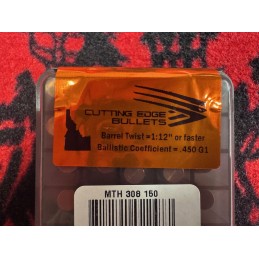 CUTTING EDGE
BULLETS
Barrel Twist = 1:12" or faster
Ballistic Coefficient = .450 G1
MTH 308 150